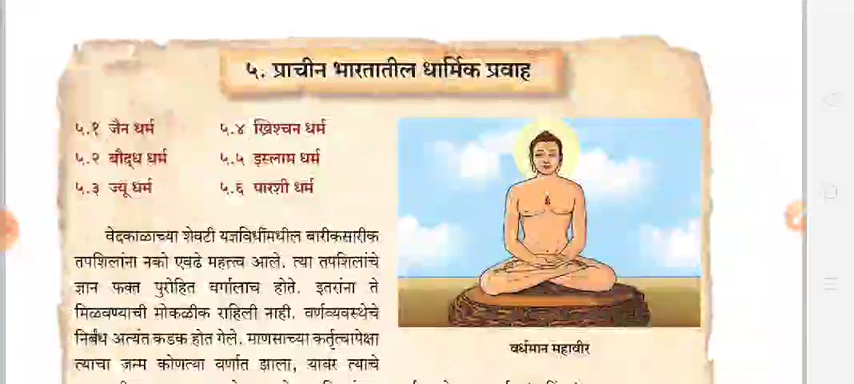 ५. प्राचीन भारतातील धार्मिक प्रवाह
५.१ जैन धर्म
५.२ बौद्ध धर्म
५.३ ज्यू धर्म
५.४ ख्रिश्चन धर्म
५.५ इस्लाम धर्म
५.६ पारशी धर्म
वेदकाळाच्या शेवटी यज्ञविधींमधील बारीकसारीक
तपशिलांना नको एवढे महत्त्व आले. त्या तपशिलांचे
ज्ञान फक्त पुरोहित वर्गालाच होते. इतरांना ते
मिळवण्याची मोकळीक राहिली नाही. वर्णव्यवस्थेचे
निर्बंध अत्यंत कडक होत गेले. माणसाच्या कर्तृत्वापेक्षा
त्याचा जन्म कोणत्या वर्णात झाला, यावर त्याचे
वर्धमान महावीर